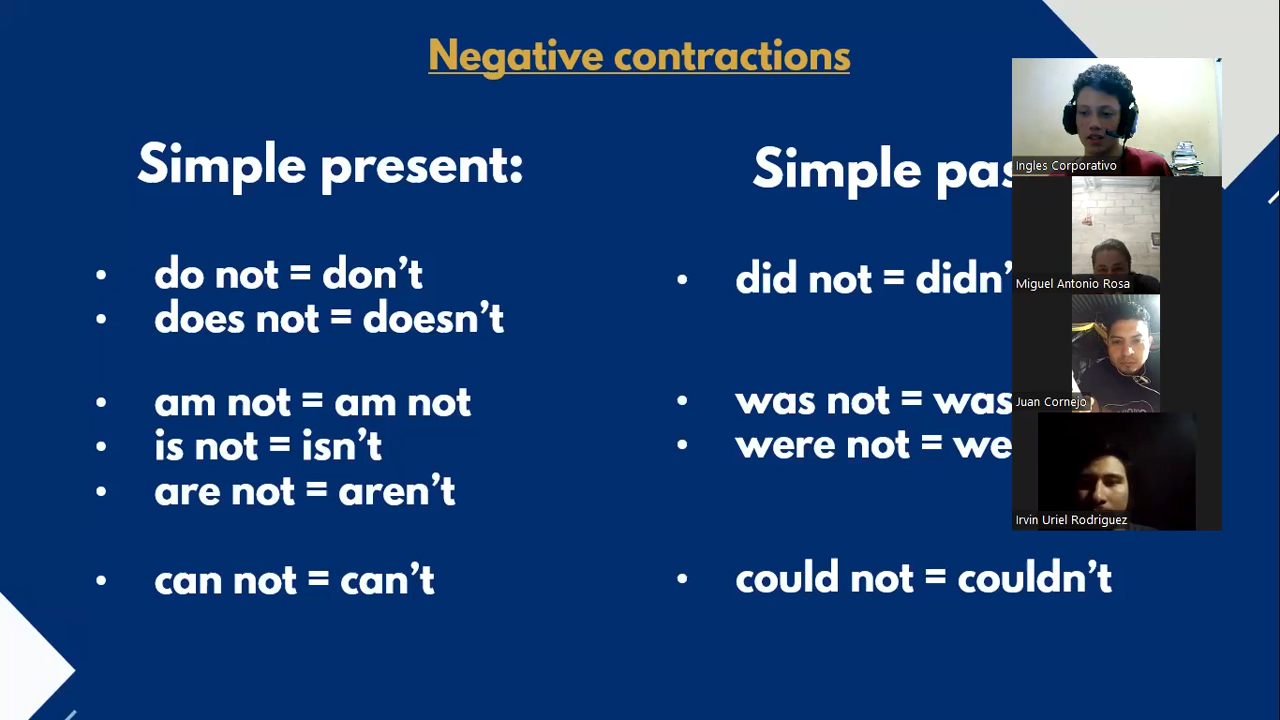 Negative contractions
Simple present:
• do not = don't
• does not = doesn't
• am not = am not
• is not = isn't
• are not = aren't
• can not = can't
Simple pas
• did not = didn'
• was not = was
• were not = we
• could not = couldn't
Ingles Corporativo
Miguel Antonio Rosa
Juan Cornejo
Irvin Uriel Rodriguez